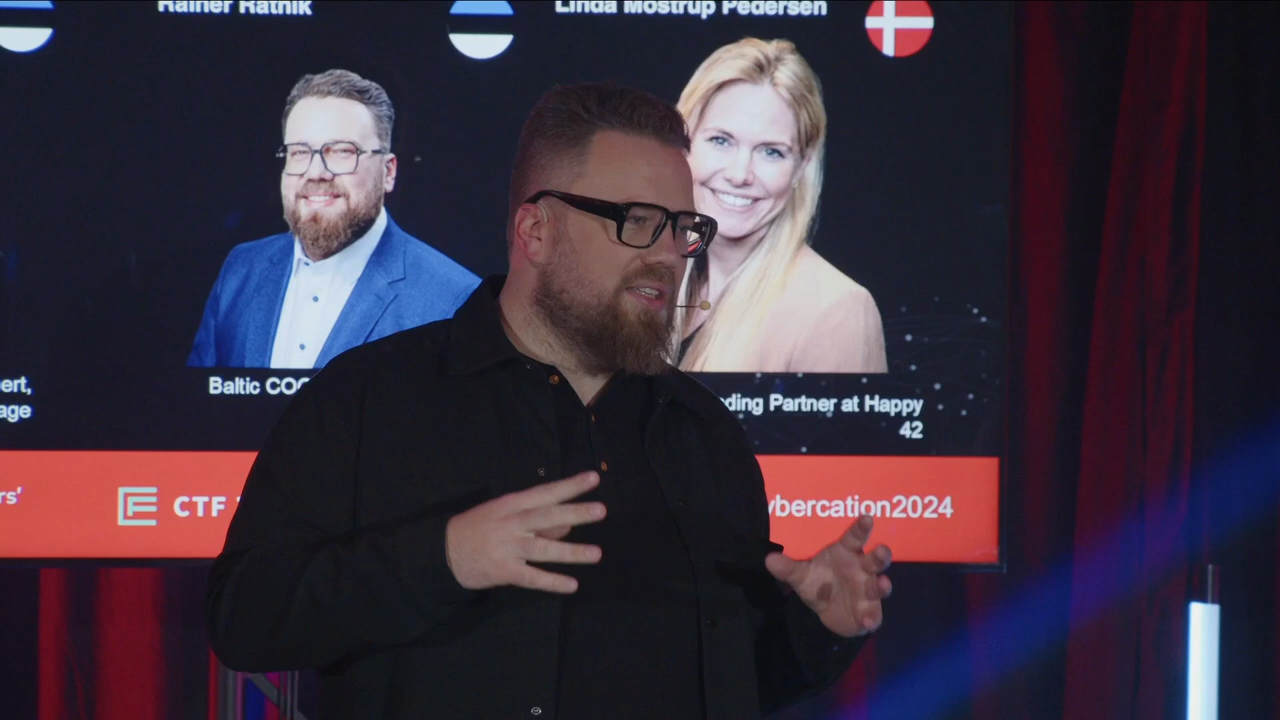 Rainer Ratnik
Linda Mostrup Pedersen
ert,
age
Baltic COO
ding Partner at Happy
42
rs'
CTF
ybercation2024